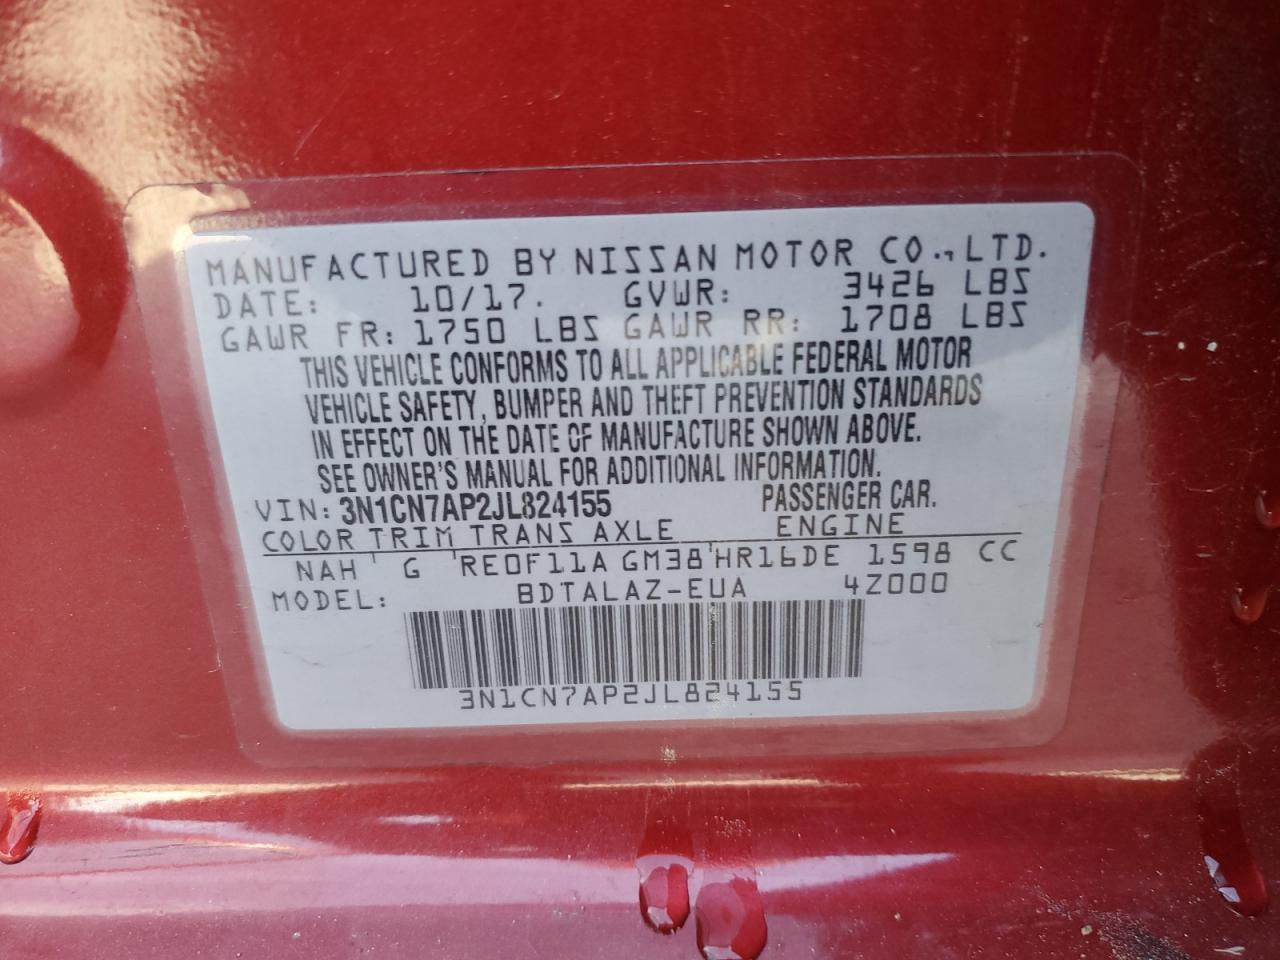 MANUFACTURED BY NISSAN MOTOR CO., LTD.
DATE: 10/17. GVWR: 3426 LBS
GAWR FR: 1750 LBS GAWR RR: 1708 LBS
THIS VEHICLE CONFORMS TO ALL APPLICABLE FEDERAL MOTOR
VEHICLE SAFETY, BUMPER AND THEFT PREVENTION STANDARDS
IN EFFECT ON THE DATE OF MANUFACTURE SHOWN ABOVE.
SEE OWNER'S MANUAL FOR ADDITIONAL INFORMATION.
VIN: 3N1CN7AP2JL824155 PASSENGER CAR.
COLOR TRIM TRANS AXLE ENGINE
NAH ' G ' RE0F11A GM38 ' HR16DE 1598 CC
MODEL: BDTALAZ-EUA 4Z000
3N1CN7AP2JL824155